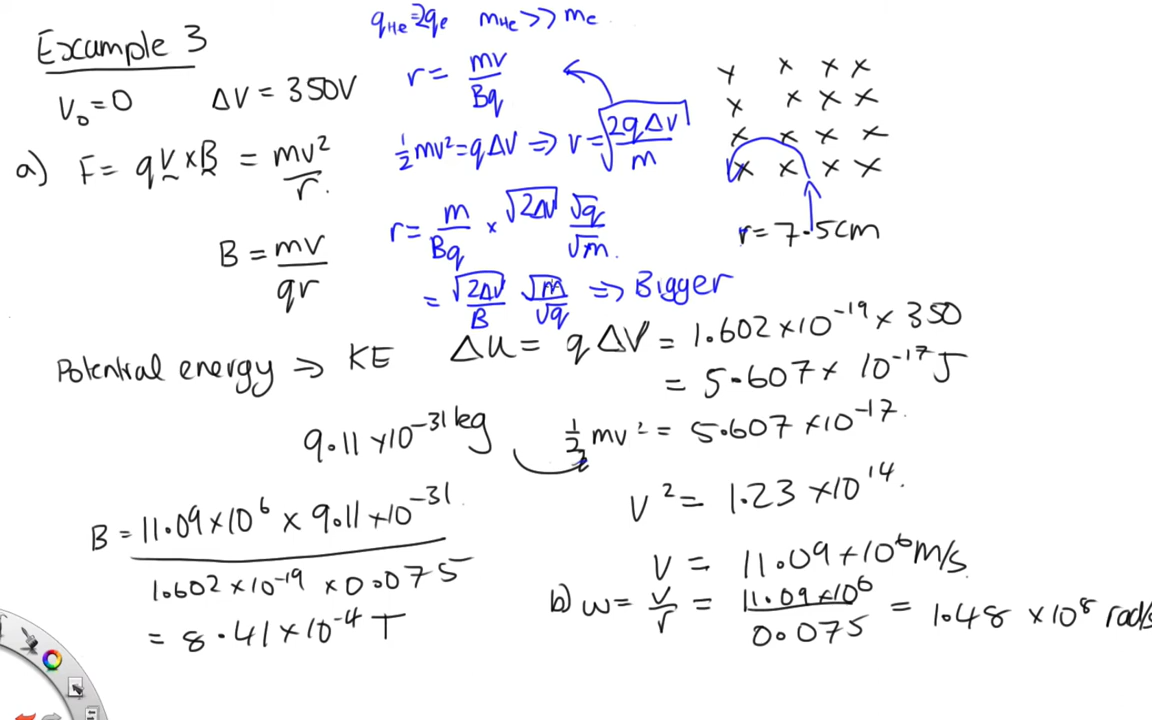 Example 3
V₀=0 ΔV = 350V
a) F = qV × B = mv²/r.
B = mv/qr
q_He=2q_e m_He >> m_e
r = mv/Bq
½mv² = qΔV ⇒ v = √(2qΔV/m)
r = m/Bq × √2ΔV √q/√m.
= √2ΔV/B √m/√q ⇒ Bigger
x x x x
x x x x
x x x x
x x x x
r = 7.5cm
Potential energy ⇒ KE ΔU = qΔV = 1.602×10⁻¹⁹ × 350
= 5.607 × 10⁻¹⁷ J
9.11 ×10⁻³¹ kg ½mv² = 5.607 ×10⁻¹⁷.
v² = 1.23 ×10¹⁴.
v = 11.09 +10⁶ m/s
B = 11.09×10⁶ × 9.11 ×10⁻³¹ / 1.602×10⁻¹⁹ × 0.075
= 8.41 ×10⁻⁴ T
b) ω = v/r = 11.09 ×10⁶ / 0.075 = 1.48 ×10⁸ rad/s